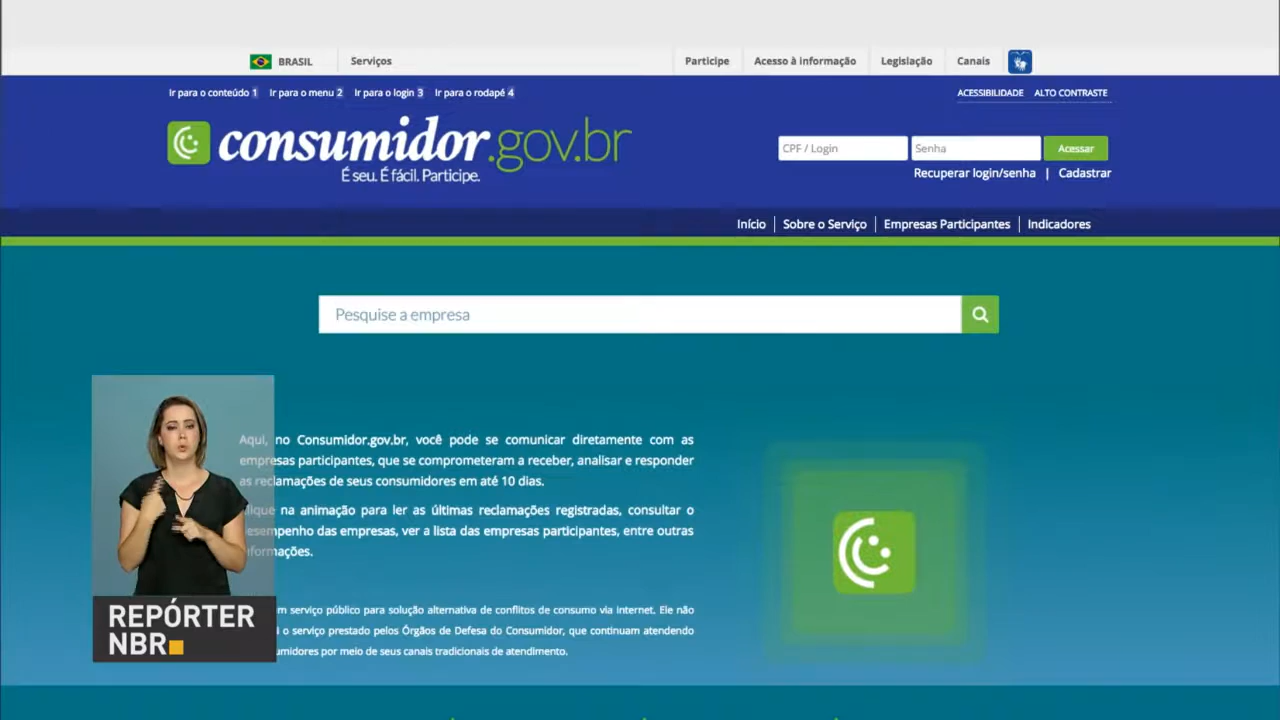 BRASIL Serviços Participe Acesso à informação Legislação Canais
Ir para o conteúdo 1 Ir para o menu 2 Ir para o login 3 Ir para o rodapé 4 ACESSIBILIDADE ALTO CONTRASTE
consumidor.gov.br
É seu. É fácil. Participe.
CPF / Login Senha Acessar
Recuperar login/senha | Cadastrar
Início Sobre o Serviço Empresas Participantes Indicadores
Pesquise a empresa
Aqui, no Consumidor.gov.br, você pode se comunicar diretamente com as
empresas participantes, que se comprometeram a receber, analisar e responder
as reclamações de seus consumidores em até 10 dias.
lique na animação para ler as últimas reclamações registradas, consultar o
esempenho das empresas, ver a lista das empresas participantes, entre outras
nformações.
m serviço público para solução alternativa de conflitos de consumo via internet. Ele não
o serviço prestado pelos Órgãos de Defesa do Consumidor, que continuam atendendo
umidores por meio de seus canais tradicionais de atendimento.
REPÓRTER
NBR